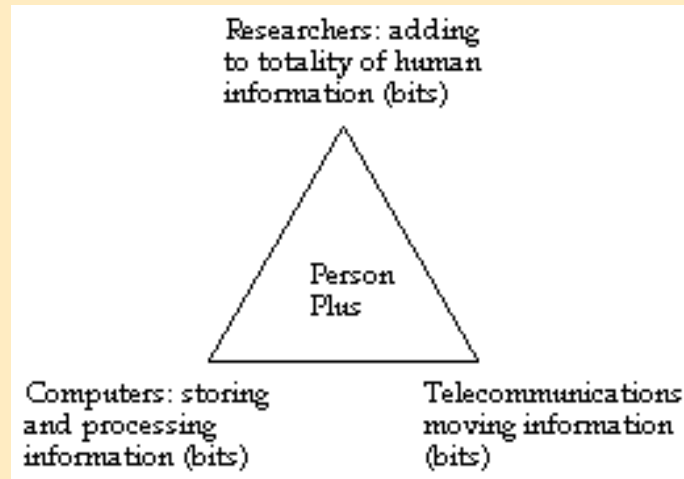 Researchers: adding
to totality of human
information (bits)
Person
Plus
Computers: storing
and processing
information (bits)
Telecommunications
moving information
(bits)